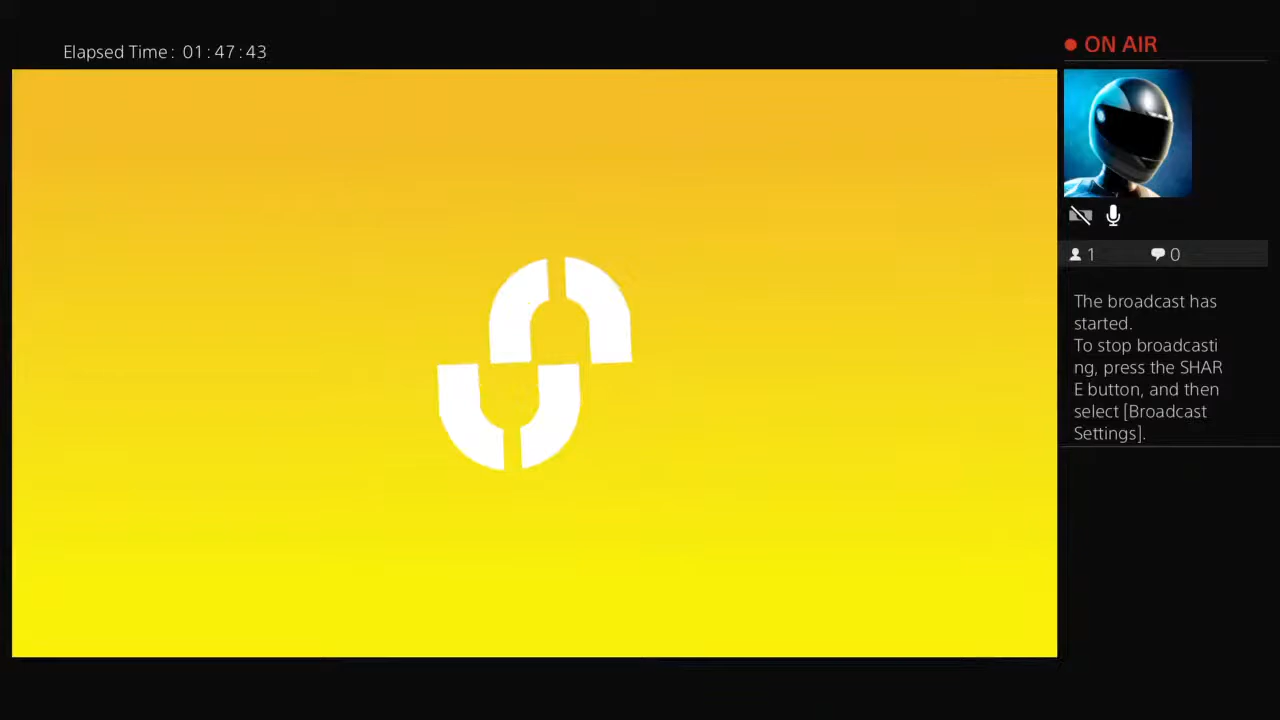 Elapsed Time: 01:47:43
ON AIR
1 0
The broadcast has
started.
To stop broadcasti
ng, press the SHAR
E button, and then
select [Broadcast
Settings].